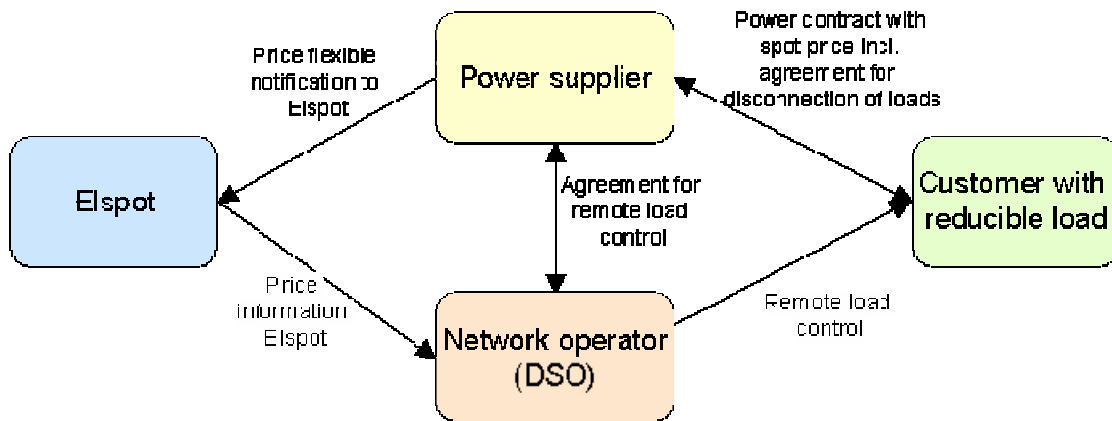 Price flexible
notification to
Elspot
Power supplier
Power contract with
spot price incl.
agreement for
disconnection of loads
Elspot
Agreement for
remote load
control
Customer with
reducible load
Price
information
Elspot
Network operator
(DSO)
Remote load
control